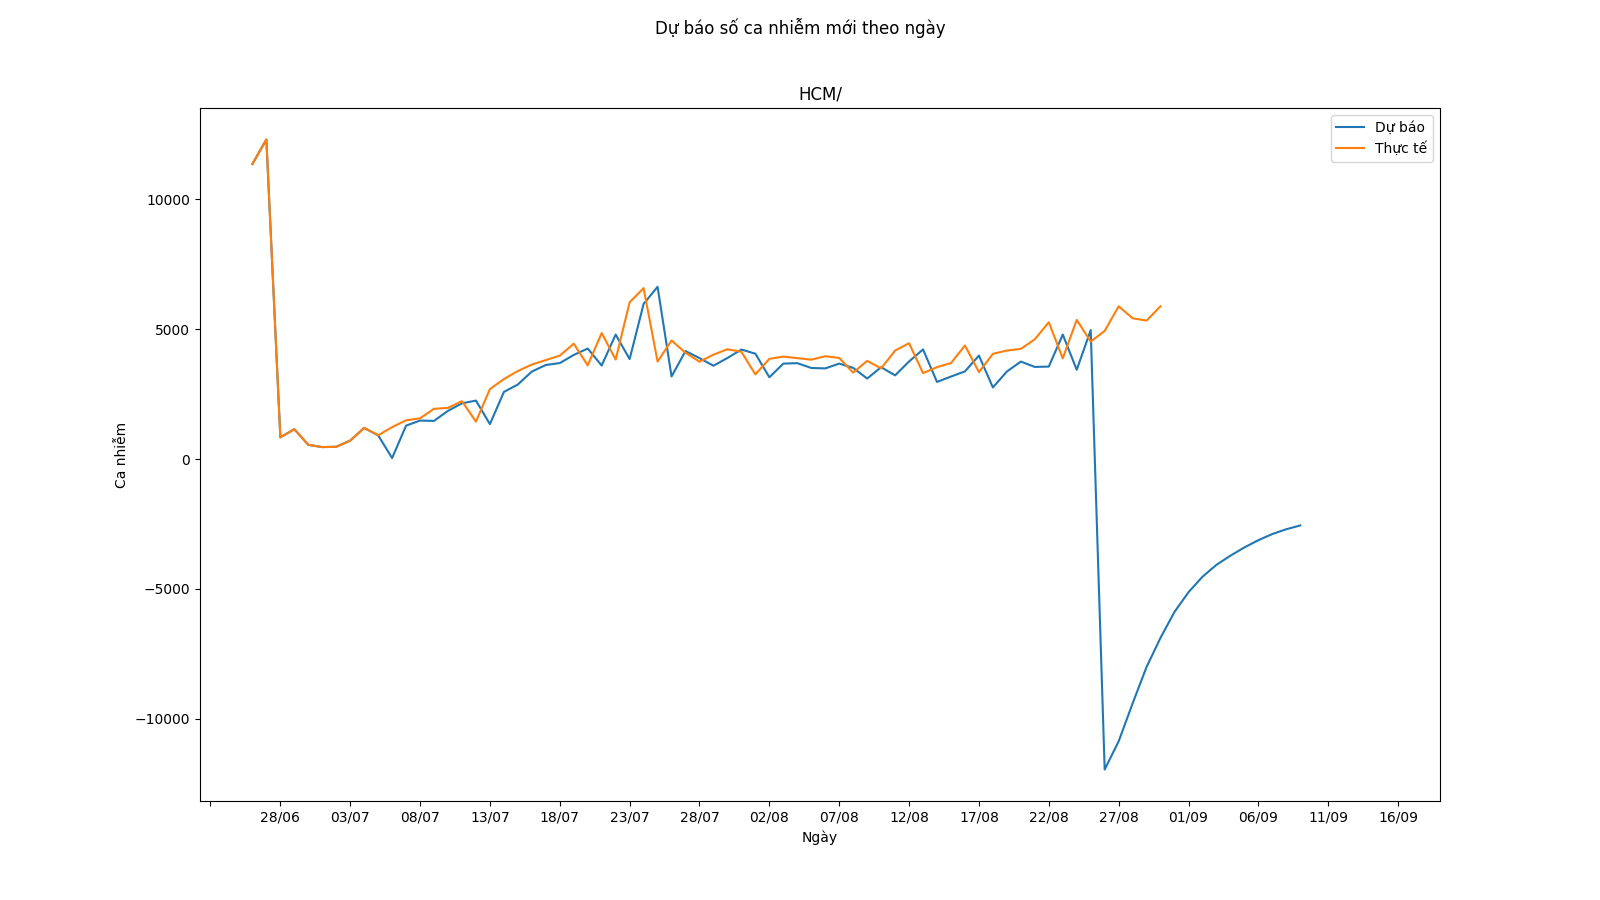 Dự báo số ca nhiễm mới theo ngày
HCM/
Dự báo
Thực tế
10000
5000
0
−5000
−10000
Ca nhiễm
28/06 03/07 08/07 13/07 18/07 23/07 28/07 02/08 07/08 12/08 17/08 22/08 27/08 01/09 06/09 11/09 16/09
Ngày